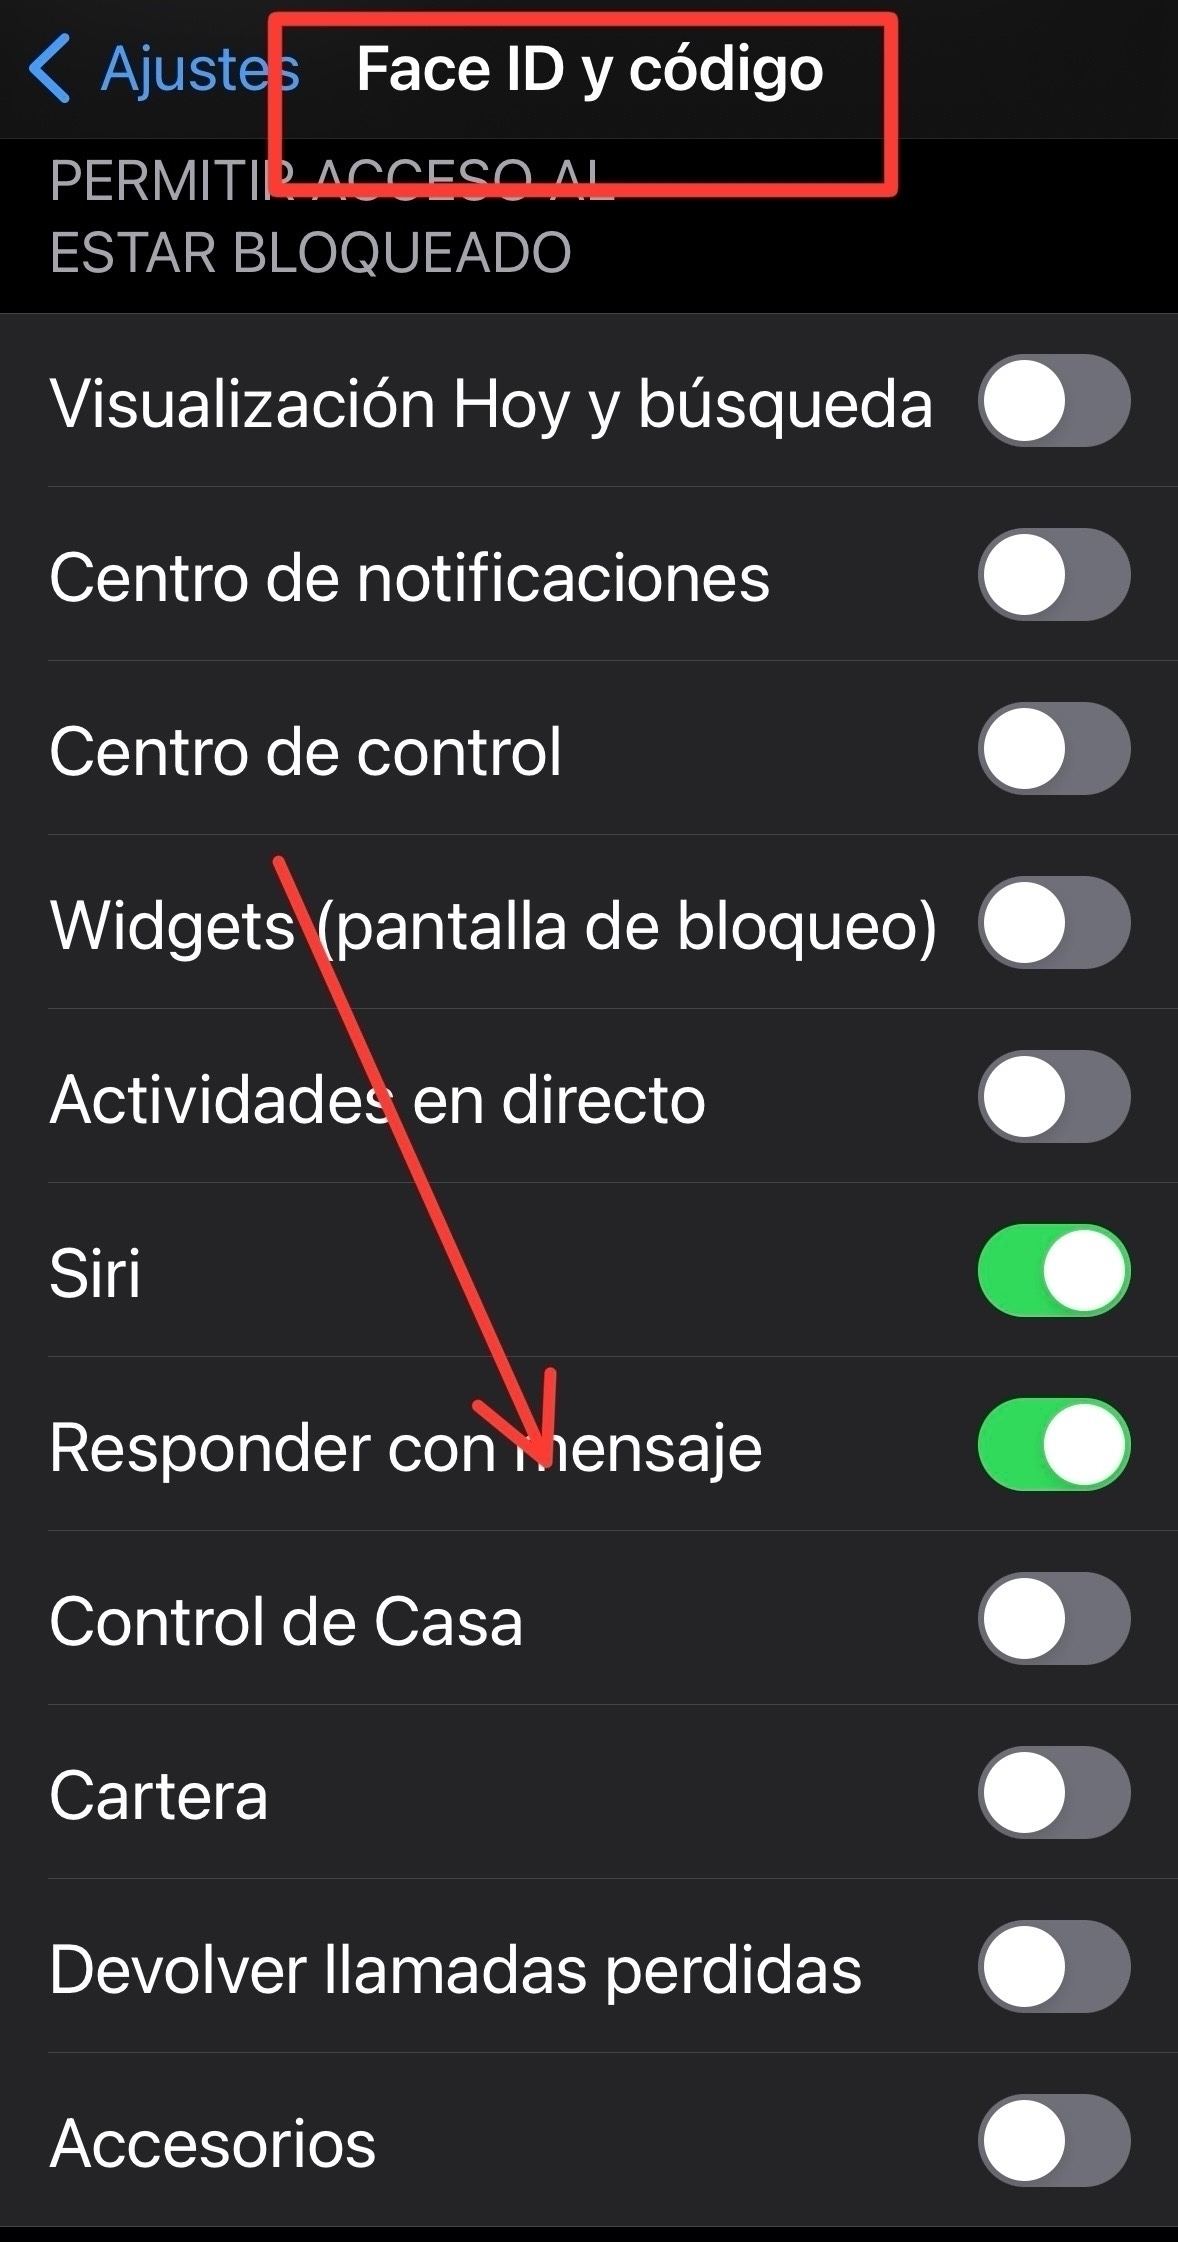 Ajustes Face ID y código
PERMITIR ACCESO AL
ESTAR BLOQUEADO
Visualización Hoy y búsqueda
Centro de notificaciones
Centro de control
Widgets (pantalla de bloqueo)
Actividades en directo
Siri
Responder con mensaje
Control de Casa
Cartera
Devolver llamadas perdidas
Accesorios